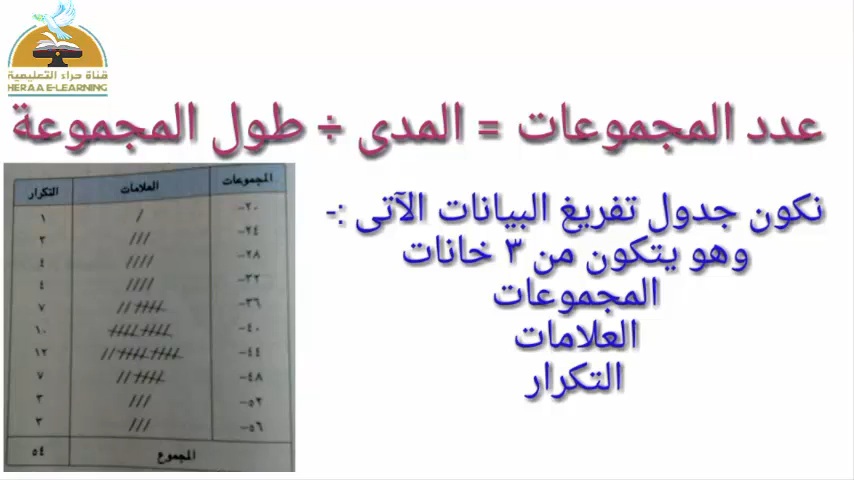 قناة حراء التعليمية
HERAA E-LEARNING
عدد المجموعات = المدى ÷ طول المجموعة
نكون جدول تفريغ البيانات الآتى :-
وهو يتكون من ٣ خانات
المجموعات
العلامات
التكرار
المجموعات العلامات التكرار
٢٠- / ١
٢٤- /// ٣
٢٨- //// ٤
٣٢- //// ٤
٣٦- //// // ٧
٤٠- //// //// ١٠
٤٤- //// //// // ١٢
٤٨- //// // ٧
٥٢- /// ٣
٥٦- /// ٣
المجموع ٥٤